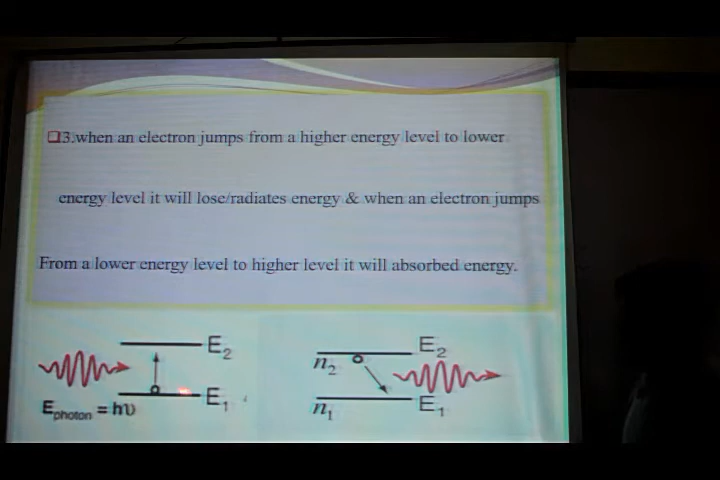 ❑3.when an electron jumps from a higher energy level to lower
energy level it will lose/radiates energy & when an electron jumps
From a lower energy level to higher level it will absorbed energy.
E₂
E₁
E photon = hυ
E₂
n₂
n₁
E₁